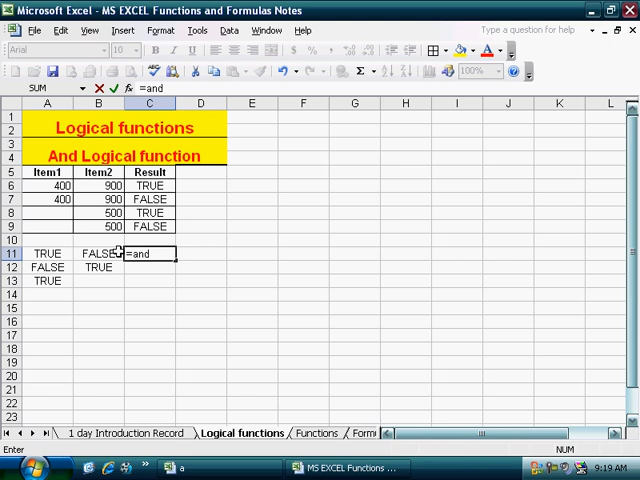 Microsoft Excel - MS EXCEL Functions and Formulas Notes
File Edit View Insert Format Tools Data Window Help Type a question for help
Arial 10 B I U $ %
Σ 100%
SUM =and
A B C D E F G H I J K L
1
2 Logical functions
3
4 And Logical function
5 Item1 Item2 Result
6 400 900 TRUE
7 400 900 FALSE
8 500 TRUE
9 500 FALSE
10
11 TRUE FALSE =and
12 FALSE TRUE
13 TRUE
14
15
16
17
18
19
20
21
22
23
1 day Introduction Record Logical functions Functions Formu
Enter NUM
a MS EXCEL Functions ... 9:19 AM